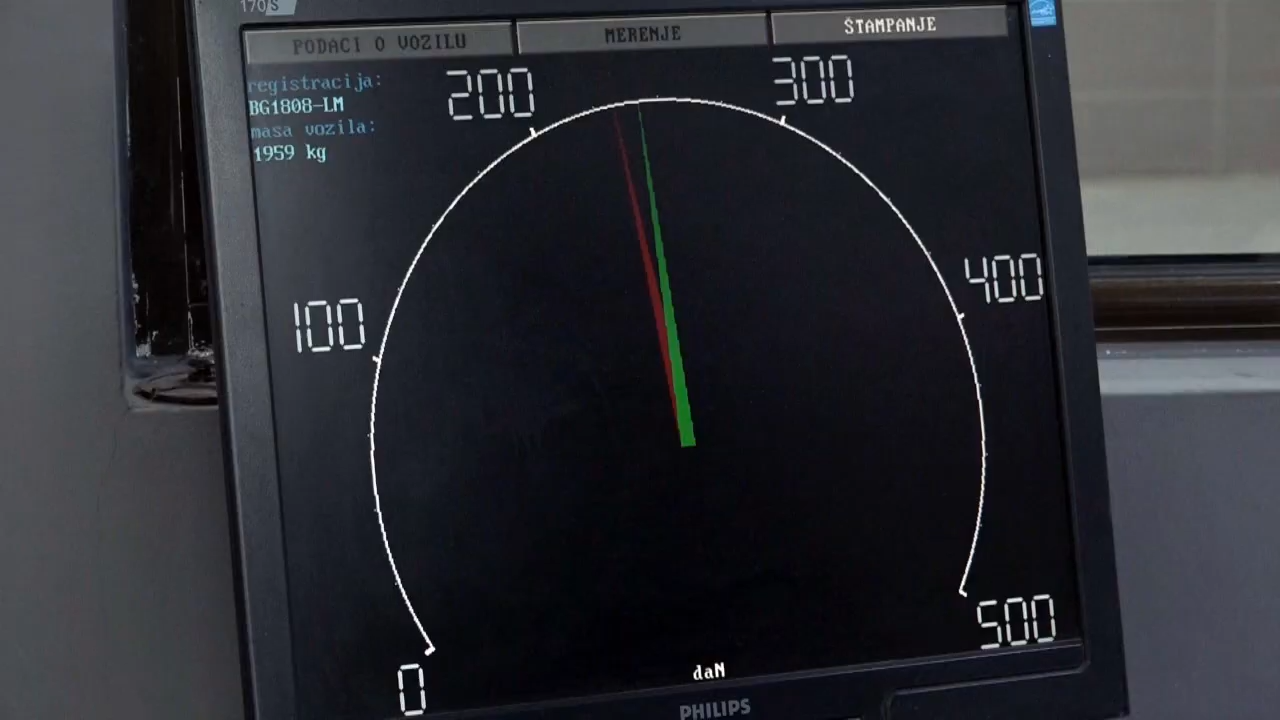 170S
PODACI O VOZILU
MERENJE
ŠTAMPANJE
registracija:
BG1808-LM
masa vozila:
1959 kg
200
300
100
400
0
500
daN
PHILIPS